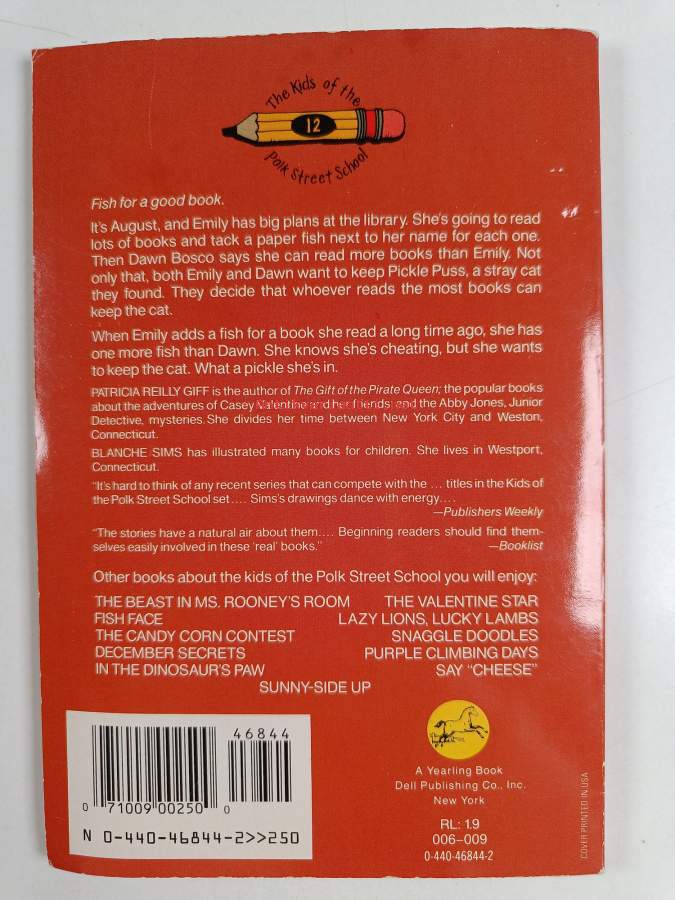 The Kids of the
12
Polk Street School
Fish for a good book.
It's August, and Emily has big plans at the library. She's going to read
lots of books and tack a paper fish next to her name for each one.
Then Dawn Bosco says she can read more books than Emily. Not
only that, both Emily and Dawn want to keep Pickle Puss, a stray cat
they found. They decide that whoever reads the most books can
keep the cat.
When Emily adds a fish for a book she read a long time ago, she has
one more fish than Dawn. She knows she's cheating, but she wants
to keep the cat. What a pickle she's in.
PATRICIA REILLY GIFF is the author of The Gift of the Pirate Queen; the popular books
about the adventures of Casey Valentine and her friends; and the Abby Jones, Junior
Detective, mysteries. She divides her time between New York City and Weston,
Connecticut.
BLANCHE SIMS has illustrated many books for children. She lives in Westport,
Connecticut.
"It's hard to think of any recent series that can compete with the ... titles in the Kids of
the Polk Street School set.... Sims's drawings dance with energy....
—Publishers Weekly
"The stories have a natural air about them.... Beginning readers should find them-
selves easily involved in these 'real' books."
—Booklist
Other books about the kids of the Polk Street School you will enjoy:
THE BEAST IN MS. ROONEY'S ROOM THE VALENTINE STAR
FISH FACE LAZY LIONS, LUCKY LAMBS
THE CANDY CORN CONTEST SNAGGLE DOODLES
DECEMBER SECRETS PURPLE CLIMBING DAYS
IN THE DINOSAUR'S PAW SAY "CHEESE"
SUNNY-SIDE UP
46844
0 71009 00250 0
N 0-440-46844-2>>250
A Yearling Book
Dell Publishing Co., Inc.
New York
RL: 1.9
006–009
0-440-46844-2
COVER PRINTED IN USA